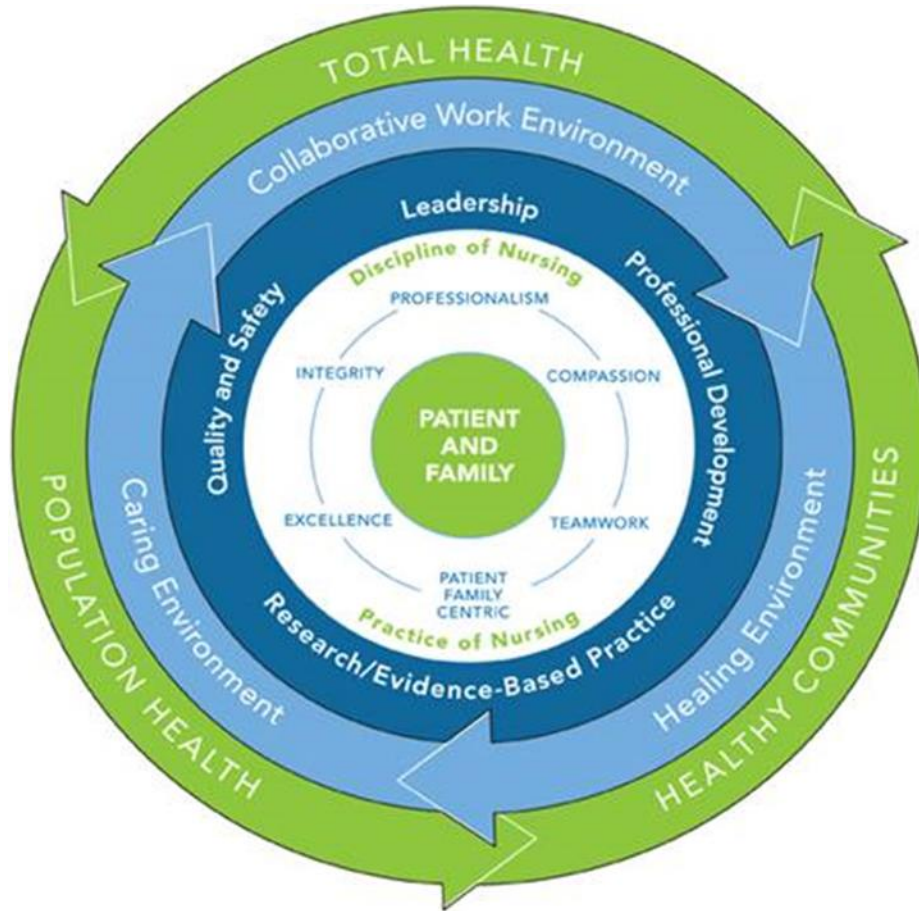 TOTAL HEALTH
Collaborative Work Environment
Leadership
Discipline of Nursing
PROFESSIONALISM
Quality and Safety
Professional Development
INTEGRITY
COMPASSION
PATIENT
AND
FAMILY
EXCELLENCE
TEAMWORK
PATIENT
FAMILY
CENTRIC
Practice of Nursing
Research/Evidence-Based Practice
Caring Environment
Healing Environment
POPULATION HEALTH
HEALTHY COMMUNITIES